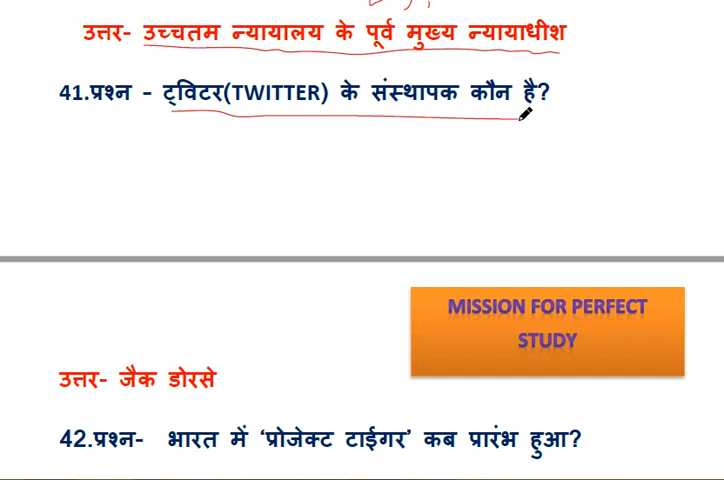 उत्तर- उच्चतम न्यायालय के पूर्व मुख्य न्यायाधीश
41.प्रश्न - ट्विटर(TWITTER) के संस्थापक कौन है?
MISSION FOR PERFECT
STUDY
उत्तर- जैक डोरसे
42.प्रश्न- भारत में ‘प्रोजेक्ट टाईगर’ कब प्रारंभ हुआ?